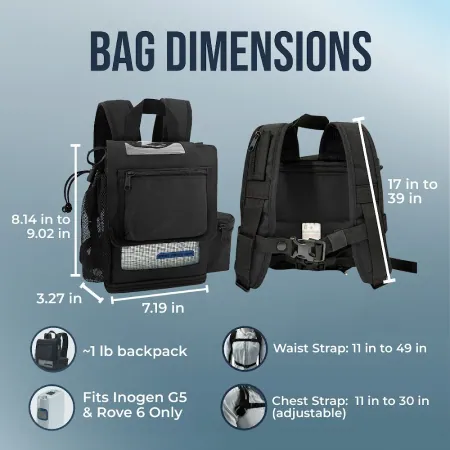 BAG DIMENSIONS
8.14 in to
9.02 in
17 in to
39 in
3.27 in
7.19 in
~1 lb backpack
Waist Strap: 11 in to 49 in
Fits Inogen G5
& Rove 6 Only
Chest Strap: 11 in to 30 in
(adjustable)